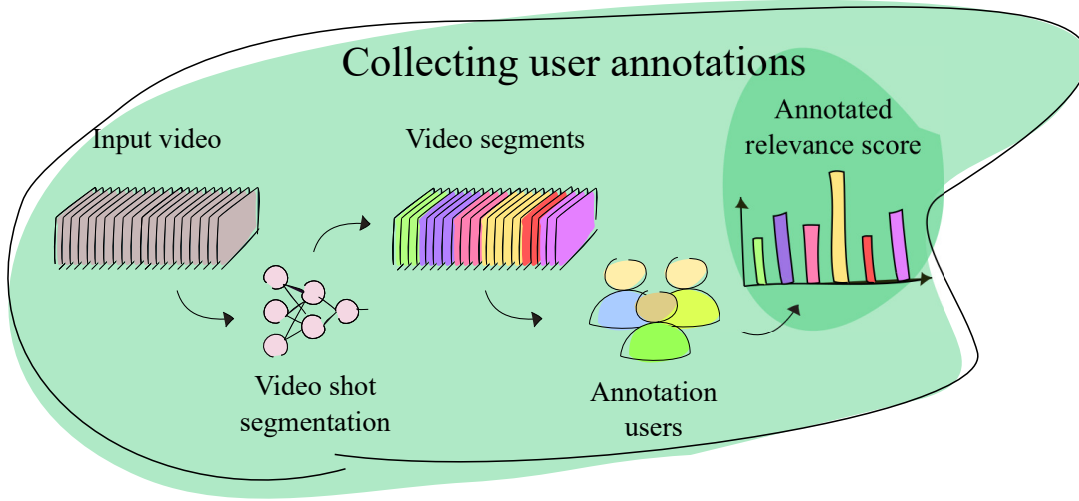 Collecting user annotations
Input video
Video segments
Annotated
relevance score
Video shot
segmentation
Annotation
users